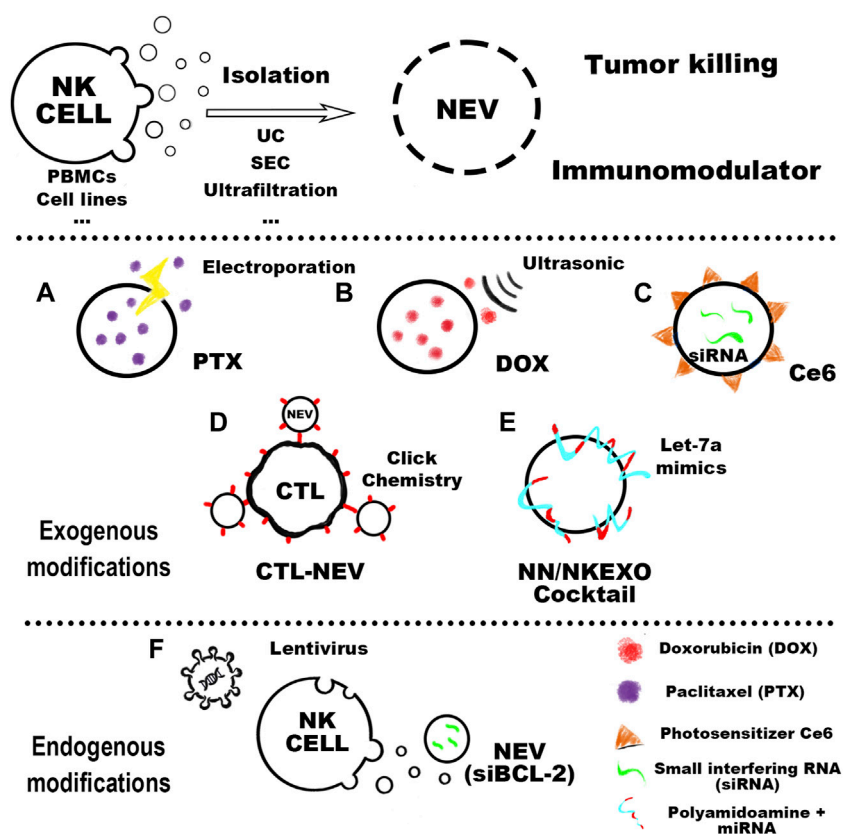 NK
CELL
PBMCs
Cell lines
...
Isolation
UC
SEC
Ultrafiltration
...
NEV
Tumor killing
Immunomodulator
A
Electroporation
PTX
B
Ultrasonic
DOX
C
siRNA
Ce6
D
NEV
CTL
Click
Chemistry
CTL-NEV
E
Let-7a
mimics
NN/NKEXO
Cocktail
Exogenous
modifications
F
Lentivirus
NK
CELL
NEV
(siBCL-2)
Endogenous
modifications
Doxorubicin (DOX)
Paclitaxel (PTX)
Photosensitizer Ce6
Small interfering RNA
(siRNA)
Polyamidoamine +
miRNA